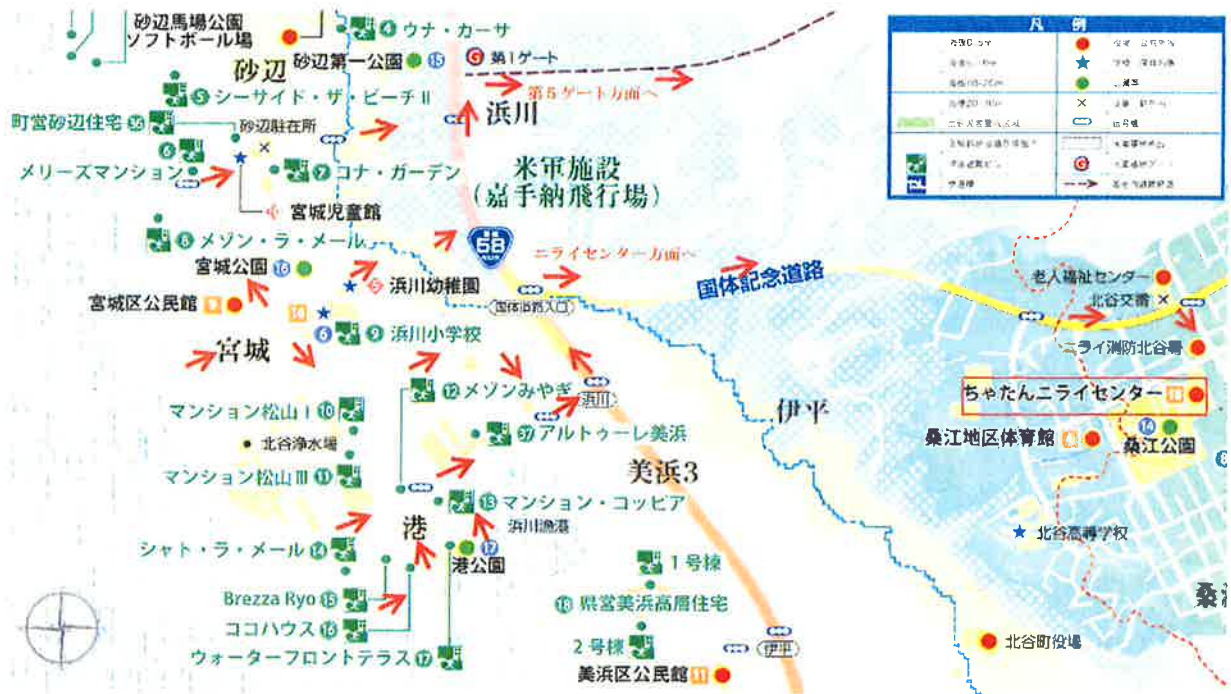 砂辺馬場公園
ソフトボール場
④ ウナ・カーサ
砂辺
砂辺第一公園 ⑮
G 第1ゲート
第5ゲート方面へ
⑤ シーサイド・ザ・ビーチⅡ
浜川
町営砂辺住宅 ㊱
砂辺駐在所
⑥
メリーズマンション
⑦ コナ・ガーデン
米軍施設
(嘉手納飛行場)
宮城児童館
⑧ メゾン・ラ・メール
58
ニライセンター方面へ
宮城公園 ⑯
浜川幼稚園
国体記念道路
国体道路入口
宮城区公民館 9
10
⑥
⑨ 浜川小学校
宮城
⑫ メゾンみやぎ
浜川
マンション松山Ⅰ ⑩
北谷浄水場
㊲ アルトゥーレ美浜
マンション松山Ⅲ ⑪
美浜3
伊平
⑬ マンション・コッピア
浜川漁港
港
シャト・ラ・メール ⑭
港公園
⑰
1号棟
Brezza Ryo ⑮
⑱ 県営美浜高層住宅
ココハウス ⑯
ウォーターフロントテラス ⑰
2号棟
伊平
美浜区公民館 11
凡例
G
老人福祉センター
北谷交番
ニライ消防北谷署
ちゃたんニライセンター
桑江地区体育館
⑭
桑江公園
北谷高等学校
桑江
北谷町役場